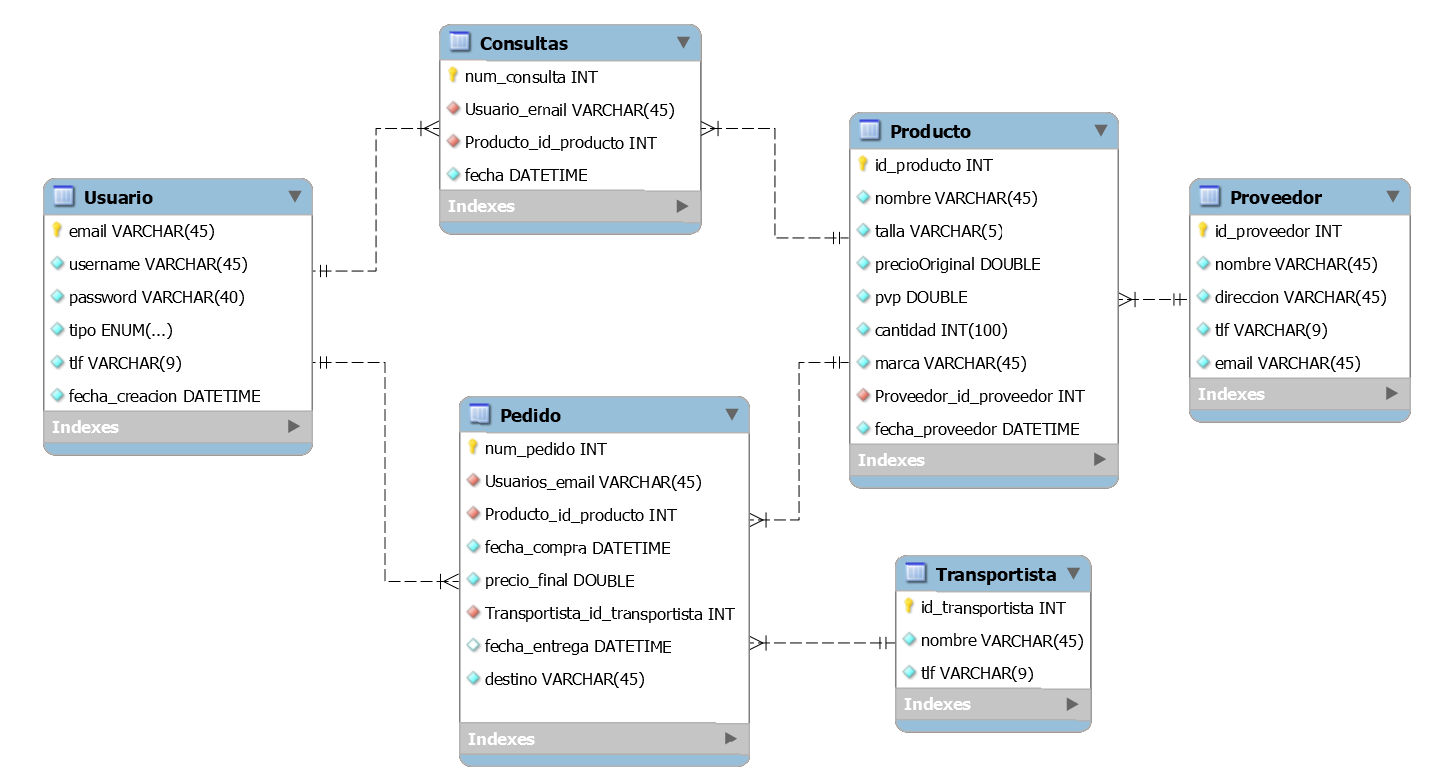 Consultas
num_consulta INT
Usuario_email VARCHAR(45)
Producto_id_producto INT
fecha DATETIME
Indexes
Usuario
email VARCHAR(45)
username VARCHAR(45)
password VARCHAR(40)
tipo ENUM(...)
tlf VARCHAR(9)
fecha_creacion DATETIME
Indexes
Pedido
num_pedido INT
Usuarios_email VARCHAR(45)
Producto_id_producto INT
fecha_compra DATETIME
precio_final DOUBLE
Transportista_id_transportista INT
fecha_entrega DATETIME
destino VARCHAR(45)
Indexes
Producto
id_producto INT
nombre VARCHAR(45)
talla VARCHAR(5)
precioOriginal DOUBLE
pvp DOUBLE
cantidad INT(100)
marca VARCHAR(45)
Proveedor_id_proveedor INT
fecha_proveedor DATETIME
Indexes
Proveedor
id_proveedor INT
nombre VARCHAR(45)
direccion VARCHAR(45)
tlf VARCHAR(9)
email VARCHAR(45)
Indexes
Transportista
id_transportista INT
nombre VARCHAR(45)
tlf VARCHAR(9)
Indexes